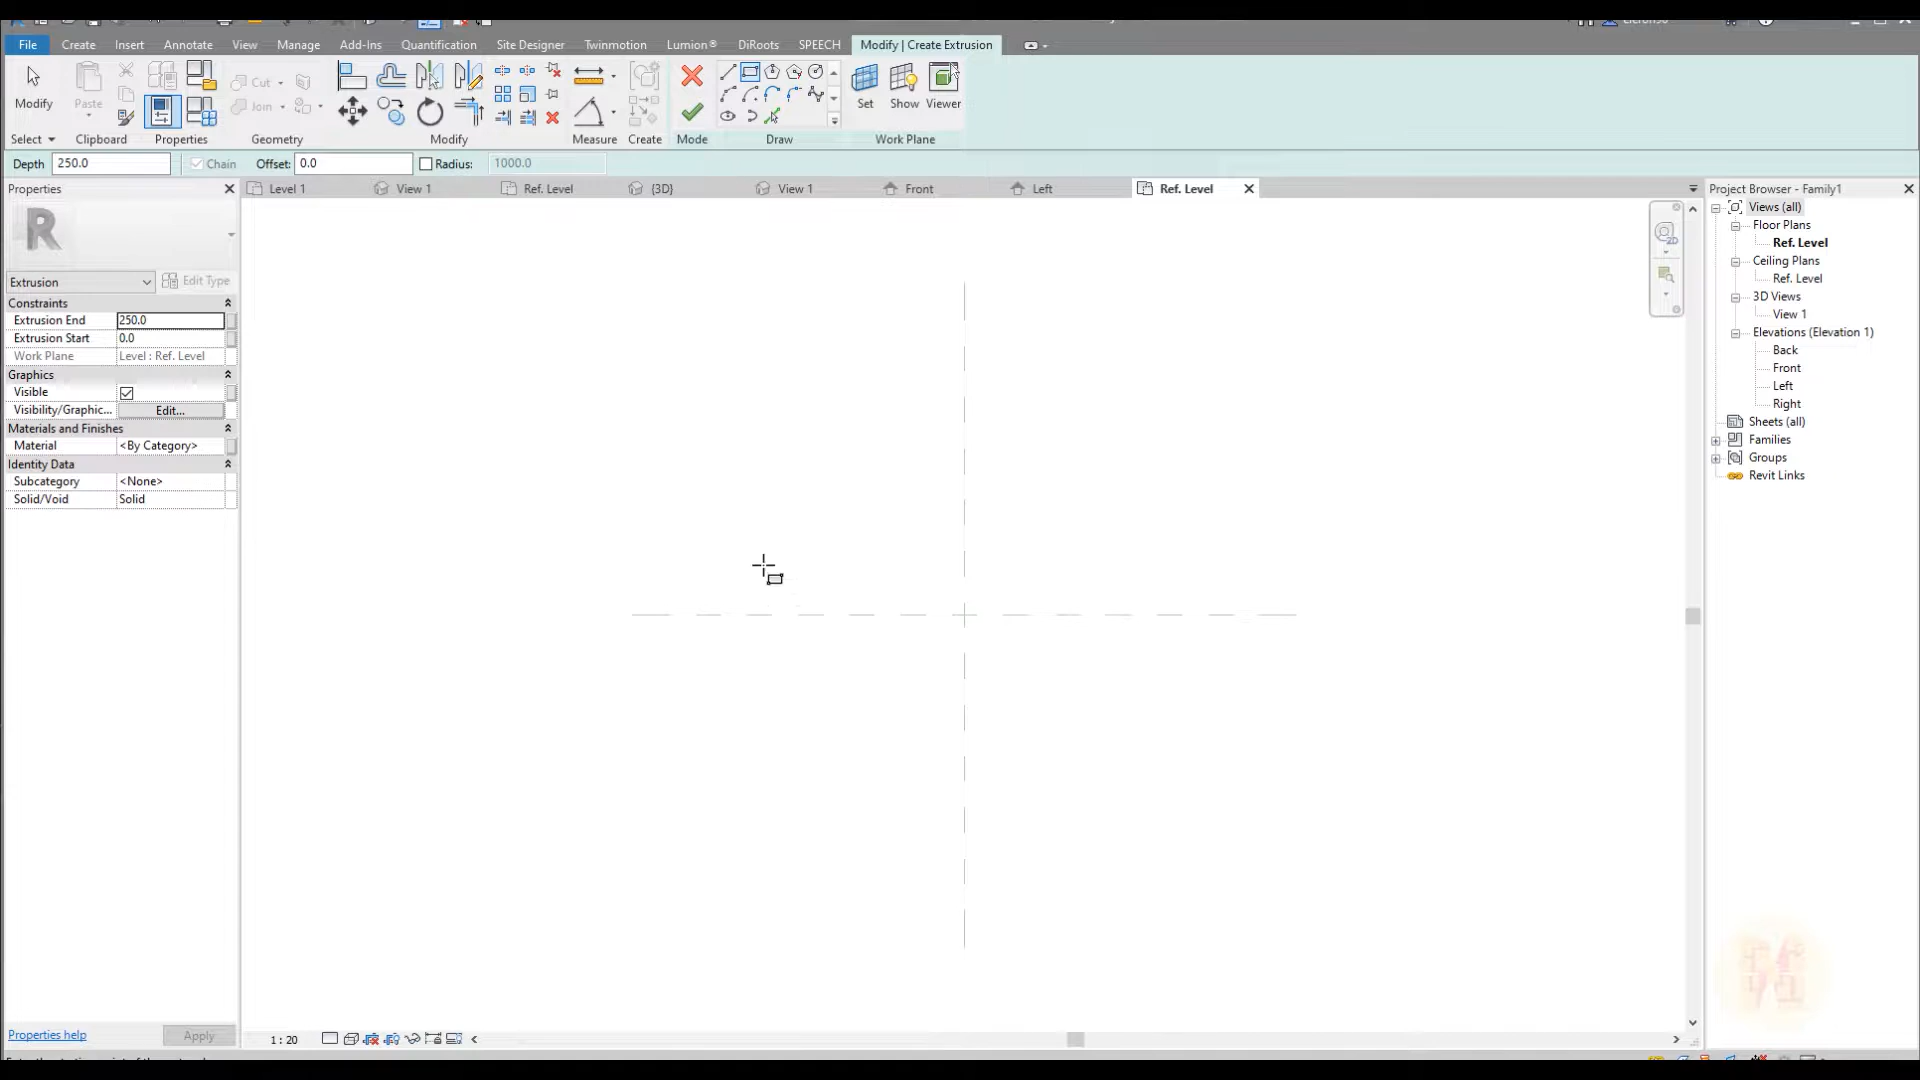 File Create Insert Annotate View Manage Add-Ins Quantification Site Designer Twinmotion Lumion® DiRoots SPEECH Modify | Create Extrusion
Modify Paste Cut Join Set Show Viewer
Select Clipboard Properties Geometry Modify Measure Create Mode Draw Work Plane
Depth 250.0 Chain Offset: 0.0 Radius: 1000.0
Properties Level 1 View 1 Ref. Level {3D} View 1 Front Left Ref. Level Project Browser - Family1
R
Extrusion Edit Type
Constraints
Extrusion End 250.0
Extrusion Start 0.0
Work Plane Level : Ref. Level
Graphics
Visible
Visibility/Graphic... Edit...
Materials and Finishes
Material <By Category>
Identity Data
Subcategory <None>
Solid/Void Solid
Properties help Apply
1 : 20
2D
Views (all)
Floor Plans
Ref. Level
Ceiling Plans
Ref. Level
3D Views
View 1
Elevations (Elevation 1)
Back
Front
Left
Right
Sheets (all)
Families
Groups
Revit Links